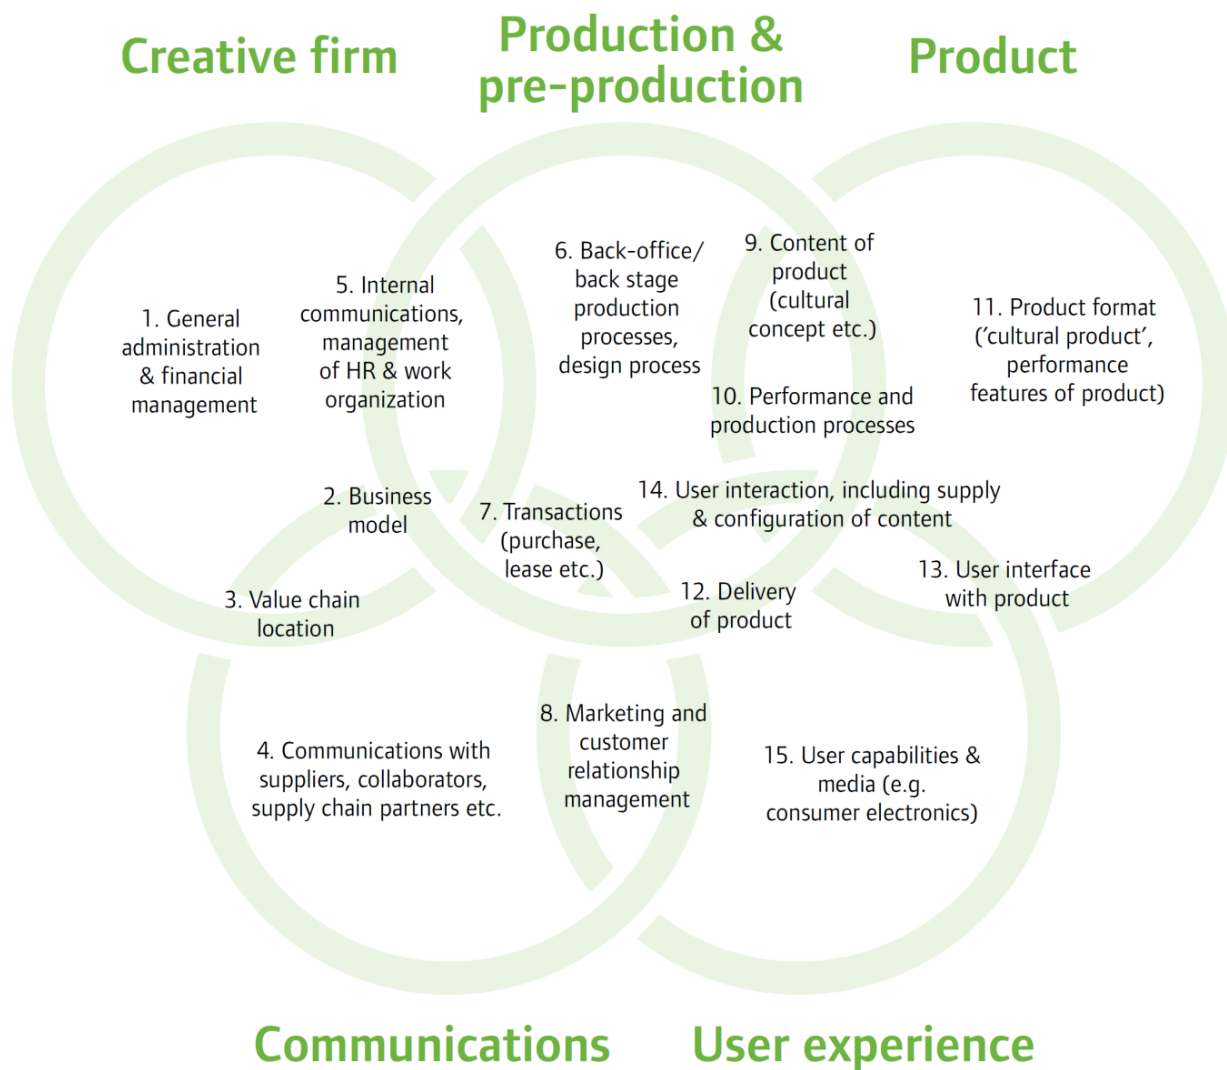 Creative firm
Production &
pre-production
Product
1. General
administration
& financial
management
5. Internal
communications,
management
of HR & work
organization
6. Back-office/
back stage
production
processes,
design process
9. Content of
product
(cultural
concept etc.)
10. Performance and
production processes
11. Product format
(‘cultural product’,
performance
features of product)
2. Business
model
7. Transactions
(purchase,
lease etc.)
14. User interaction, including supply
& configuration of content
3. Value chain
location
12. Delivery
of product
13. User interface
with product
4. Communications with
suppliers, collaborators,
supply chain partners etc.
8. Marketing and
customer
relationship
management
15. User capabilities &
media (e.g.
consumer electronics)
Communications
User experience